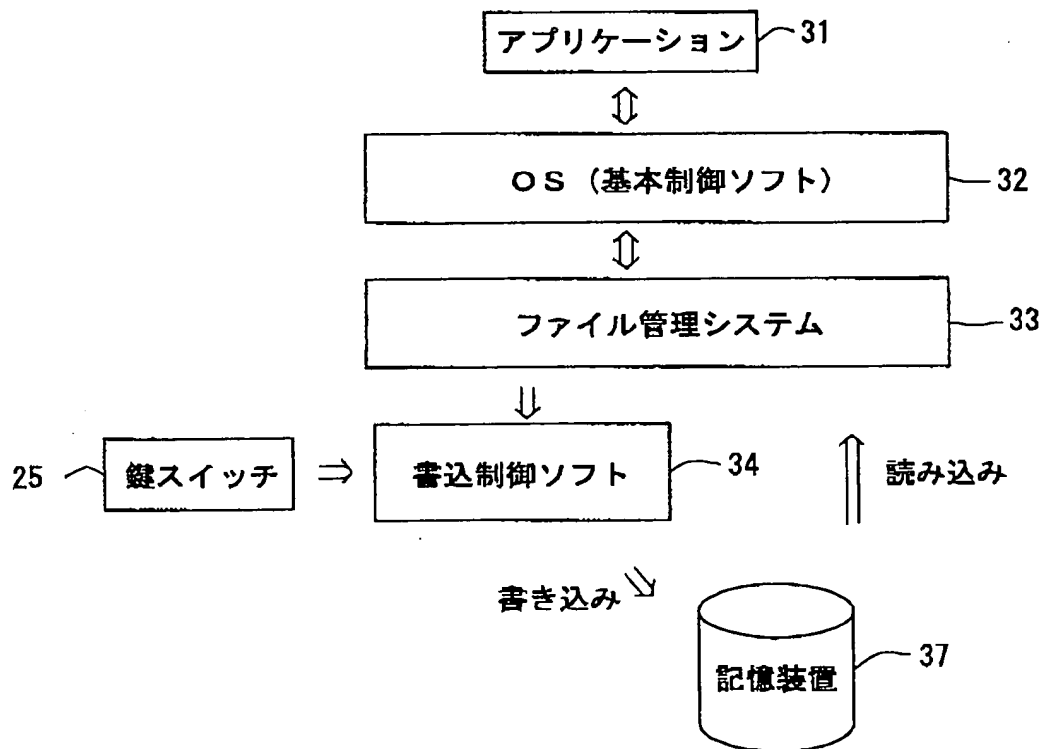 アプリケーション 31
OS(基本制御ソフト) 32
ファイル管理システム 33
25 鍵スイッチ 書込制御ソフト 34
読み込み
書き込み
記憶装置 37